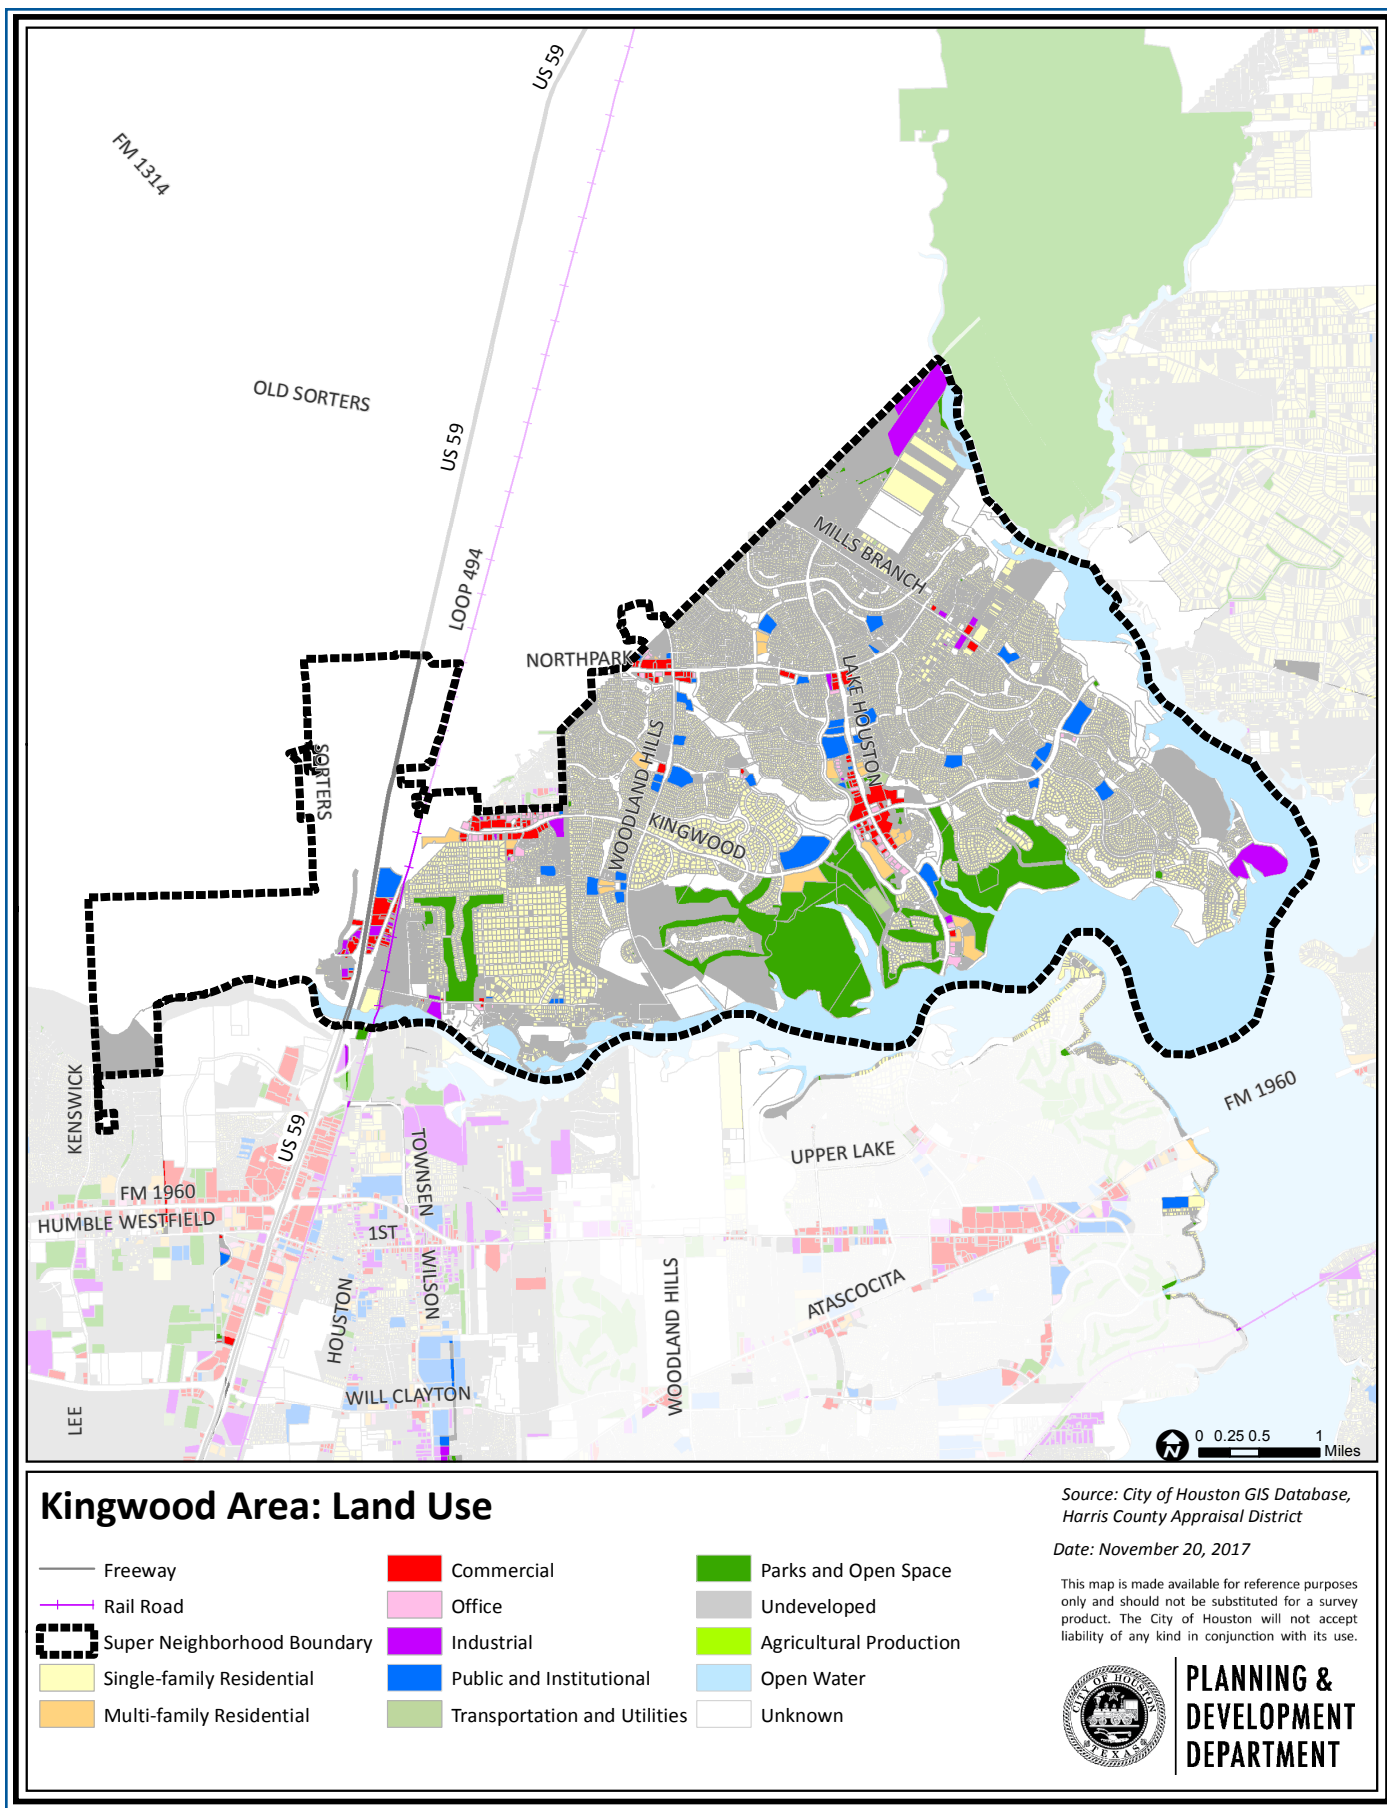 US 59
FM 1314
OLD SORTERS
US 59
LOOP 494
MILLS BRANCH
NORTHPARK
LAKE HOUSTON
SORTERS
WOODLAND HILLS
KINGWOOD
KENSWICK
US 59
TOWNSEN
FM 1960
UPPER LAKE
FM 1960
HUMBLE WESTFIELD
1ST
WILSON
HOUSTON
WOODLAND HILLS
ATASCOCITA
WILL CLAYTON
LEE
N
0 0.25 0.5 1
Miles
Kingwood Area: Land Use
Freeway
Rail Road
Super Neighborhood Boundary
Single-family Residential
Multi-family Residential
Commercial
Office
Industrial
Public and Institutional
Transportation and Utilities
Parks and Open Space
Undeveloped
Agricultural Production
Open Water
Unknown
Source: City of Houston GIS Database,
Harris County Appraisal District
Date: November 20, 2017
This map is made available for reference purposes
only and should not be substituted for a survey
product. The City of Houston will not accept
liability of any kind in conjunction with its use.
CITY OF HOUSTON
TEXAS
PLANNING &
DEVELOPMENT
DEPARTMENT